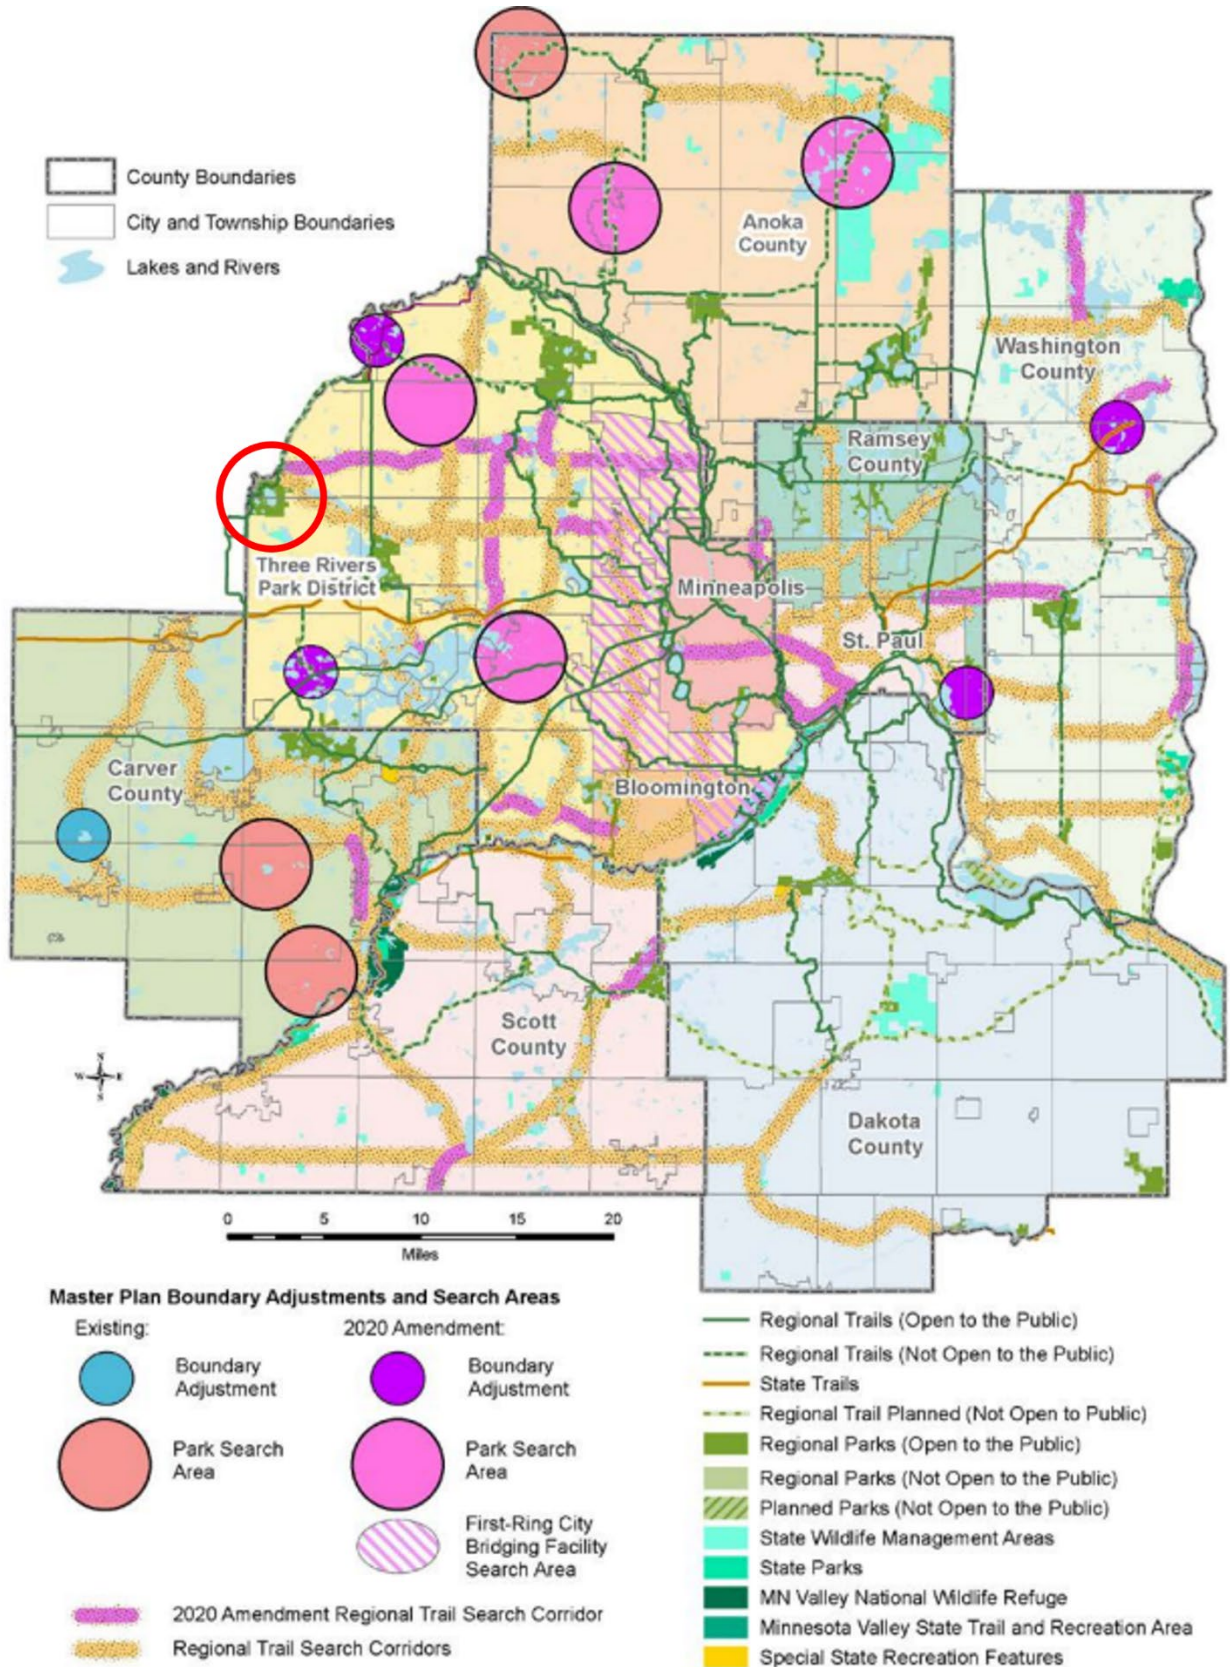 County Boundaries
City and Township Boundaries
Lakes and Rivers
Anoka
County
Washington
County
Ramsey
County
Three Rivers
Park District
Minneapolis
St. Paul
Carver
County
Bloomington
Scott
County
Dakota
County
N
W
E
S
0
5
10
15
20
Miles
Master Plan Boundary Adjustments and Search Areas
Existing:
2020 Amendment:
Boundary
Adjustment
Boundary
Adjustment
Park Search
Area
Park Search
Area
First-Ring City
Bridging Facility
Search Area
2020 Amendment Regional Trail Search Corridor
Regional Trail Search Corridors
Regional Trails (Open to the Public)
Regional Trails (Not Open to the Public)
State Trails
Regional Trail Planned (Not Open to Public)
Regional Parks (Open to the Public)
Regional Parks (Not Open to the Public)
Planned Parks (Not Open to the Public)
State Wildlife Management Areas
State Parks
MN Valley National Wildlife Refuge
Minnesota Valley State Trail and Recreation Area
Special State Recreation Features